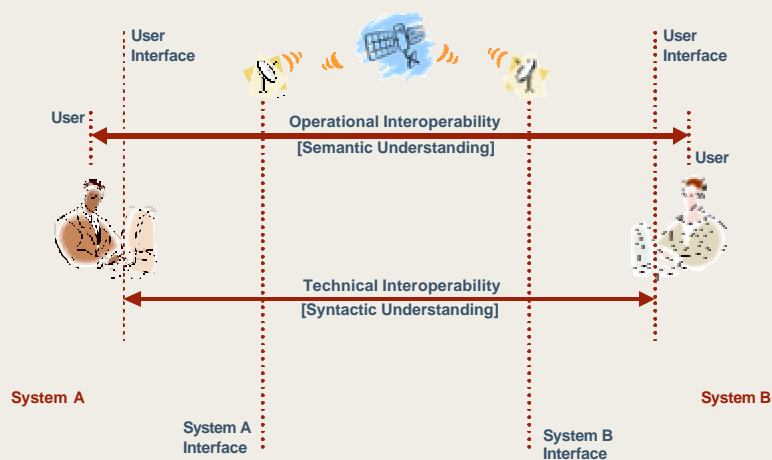 User
Interface
User
Interface
User
Operational Interoperability
[Semantic Understanding]
User
Technical Interoperability
[Syntactic Understanding]
System A
System B
System A
Interface
System B
Interface